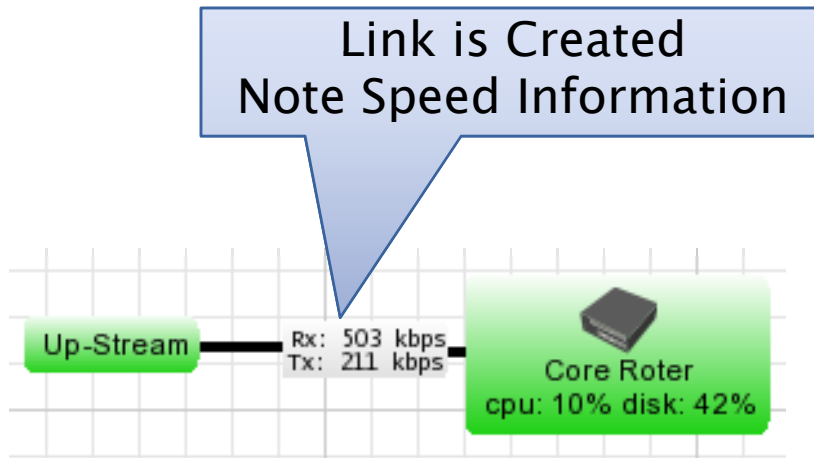 Link is Created
Note Speed Information
Up-Stream
Rx: 503 kbps
Tx: 211 kbps
Core Roter
cpu: 10% disk: 42%